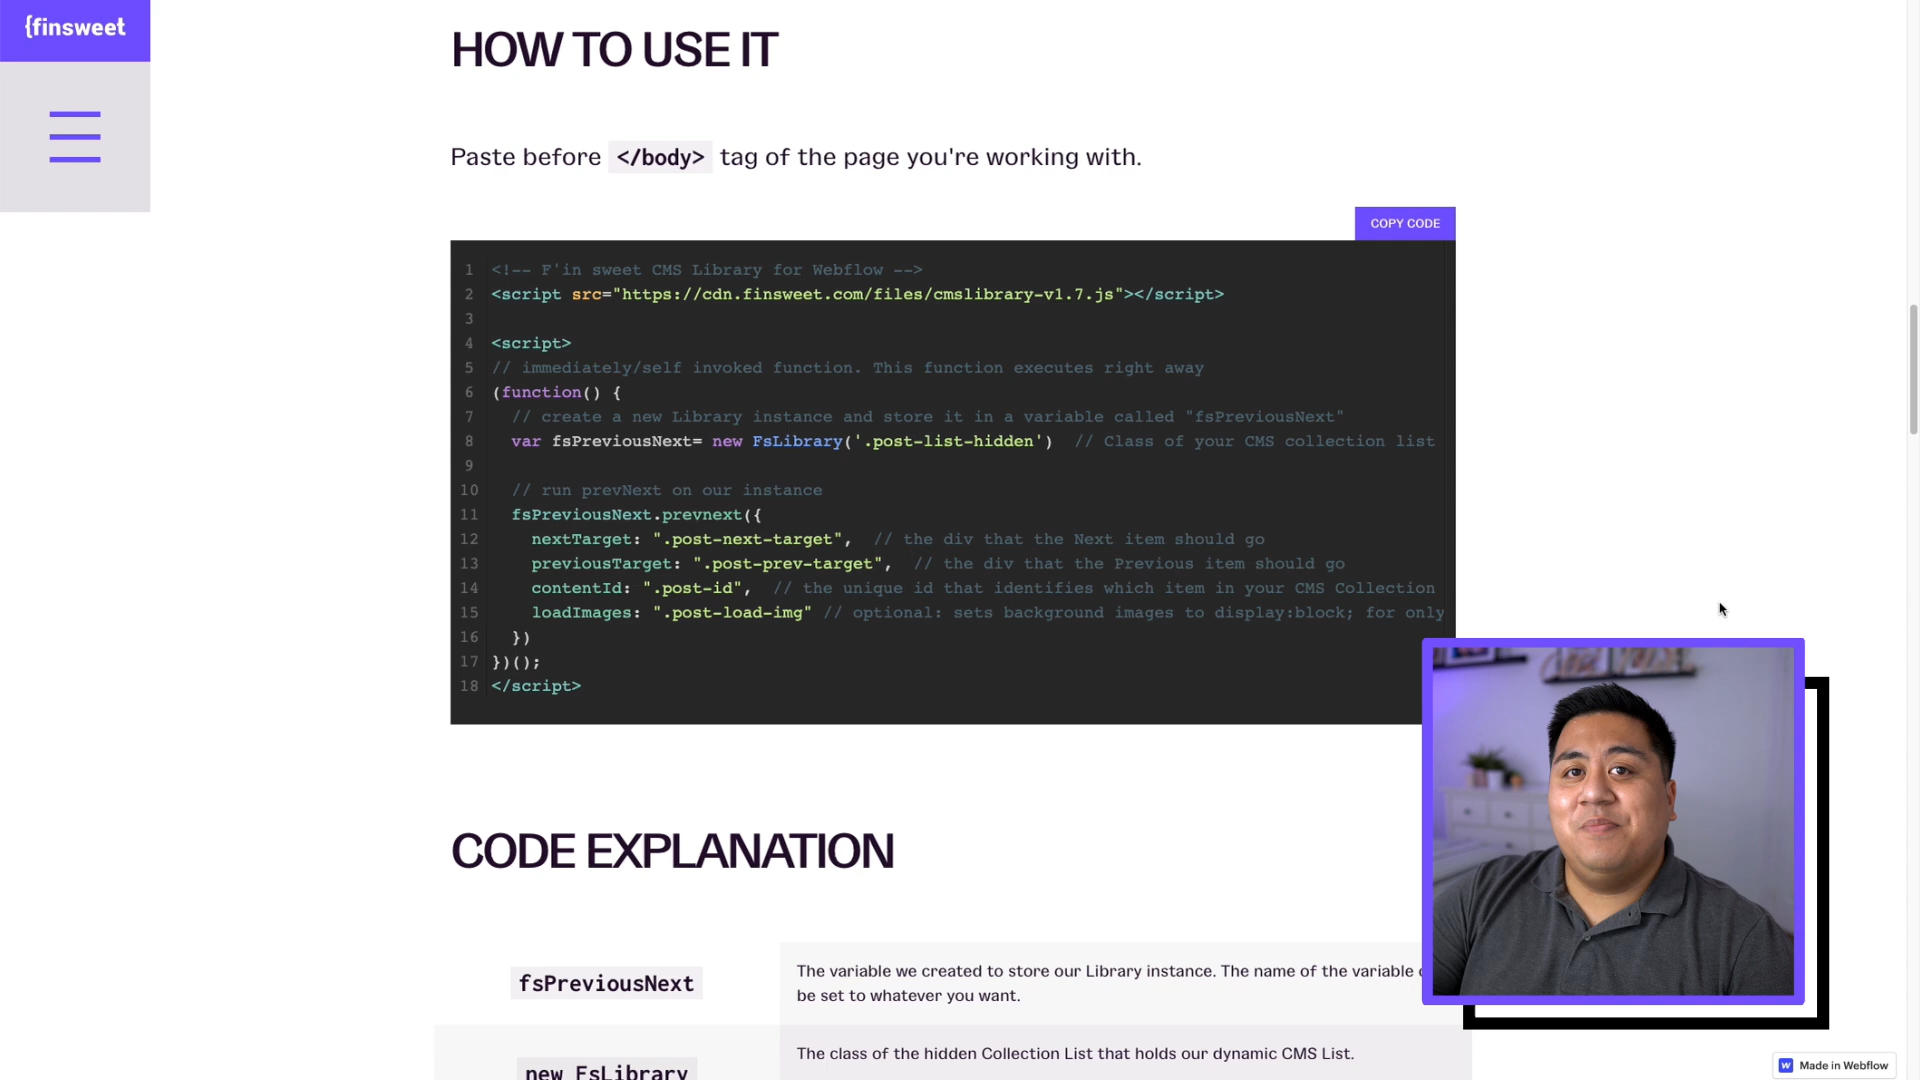 {finsweet
HOW TO USE IT
Paste before </body> tag of the page you're working with.
COPY CODE
1 <!-- F'in sweet CMS Library for Webflow -->
2 <script src="https://cdn.finsweet.com/files/cmslibrary-v1.7.js"></script>
3
4 <script>
5 // immediately/self invoked function. This function executes right away
6 (function() {
7 // create a new Library instance and store it in a variable called "fsPreviousNext"
8 var fsPreviousNext= new FsLibrary('.post-list-hidden') // Class of your CMS collection list
9
10 // run prevNext on our instance
11 fsPreviousNext.prevnext({
12 nextTarget: ".post-next-target", // the div that the Next item should go
13 previousTarget: ".post-prev-target", // the div that the Previous item should go
14 contentId: ".post-id", // the unique id that identifies which item in your CMS Collection
15 loadImages: ".post-load-img" // optional: sets background images to display:block; for only
16 })
17 })();
18 </script>
CODE EXPLANATION
fsPreviousNext
The variable we created to store our Library instance. The name of the variable
be set to whatever you want.
new FsLibrary
The class of the hidden Collection List that holds our dynamic CMS List.
Made in Webflow